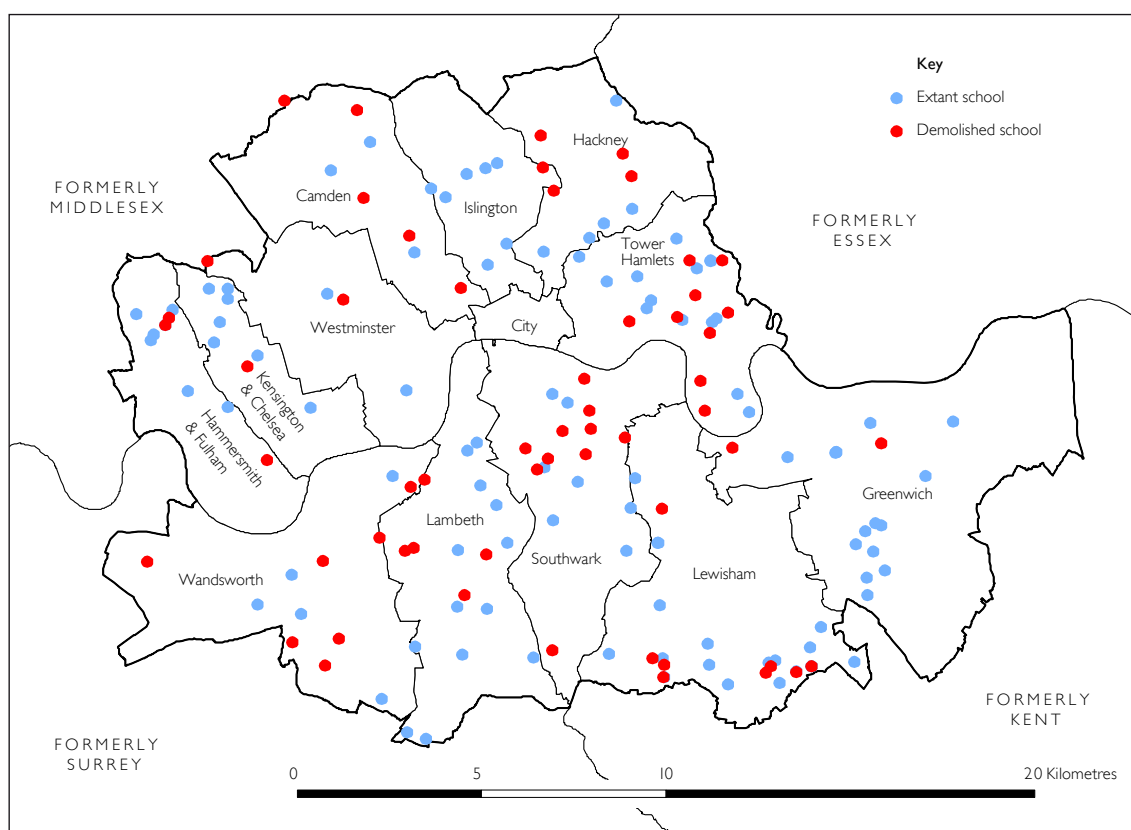 Key
Extant school
Demolished school
Hackney
FORMERLY
MIDDLESEX
Camden
Islington
FORMERLY
ESSEX
Tower
Hamlets
Westminster
City
Kensington
& Chelsea
Hammersmith
& Fulham
Greenwich
Lambeth
Southwark
Lewisham
Wandsworth
FORMERLY
KENT
FORMERLY
SURREY
0
5
10
20 Kilometres